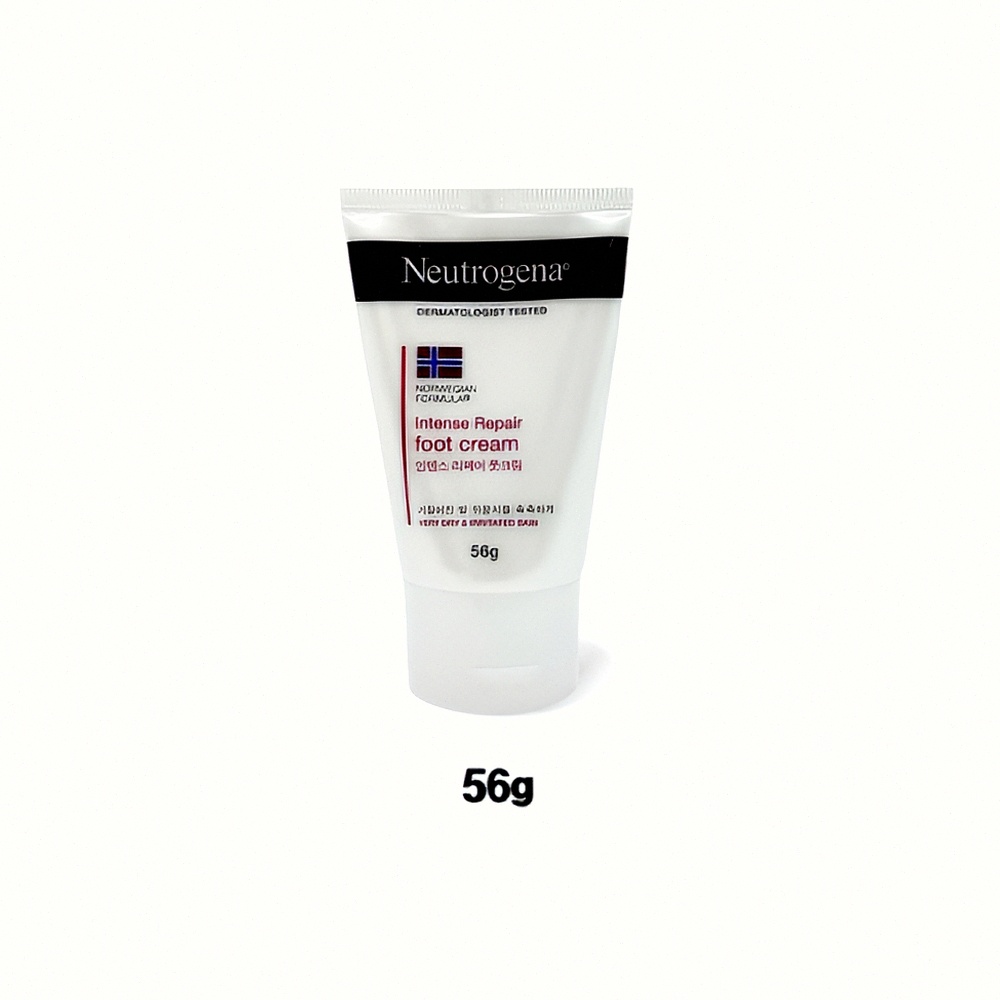 Neutrogena®
DERMATOLOGIST TESTED
NORWEGIAN
FORMULA®
Intense Repair
foot cream
인텐스 리페어 풋크림
VERY DRY & IRRITATED SKIN
56g
56g